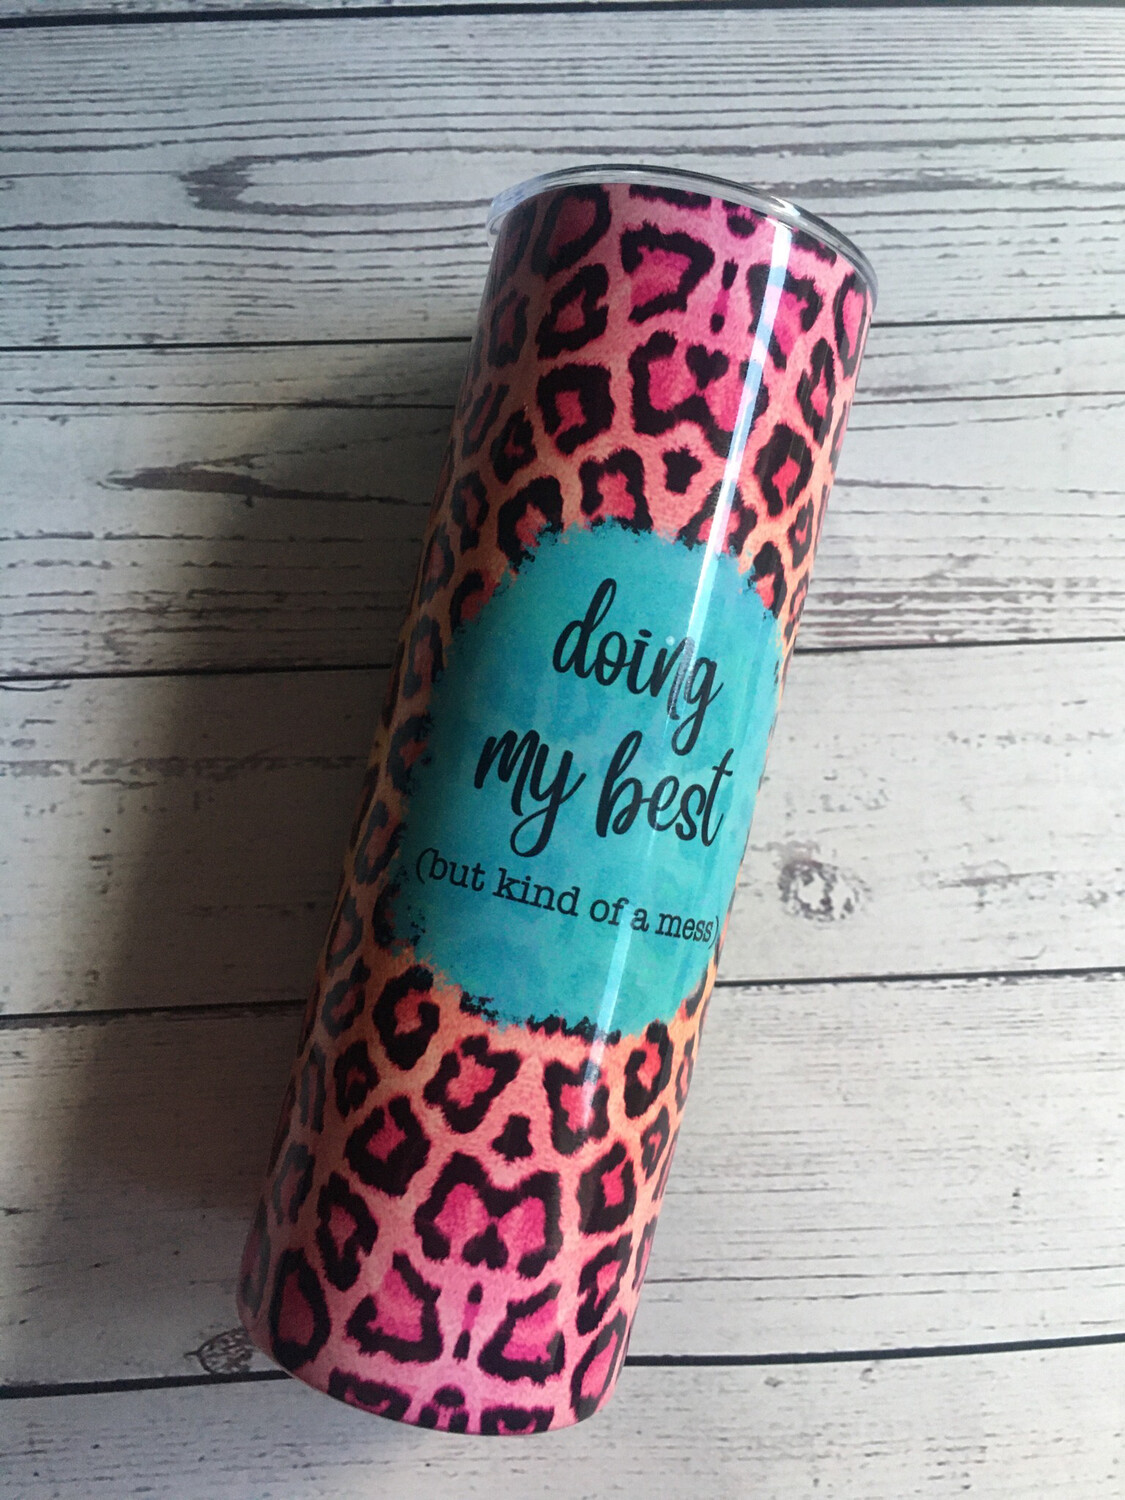 doing
my best
(but kind of a mess)